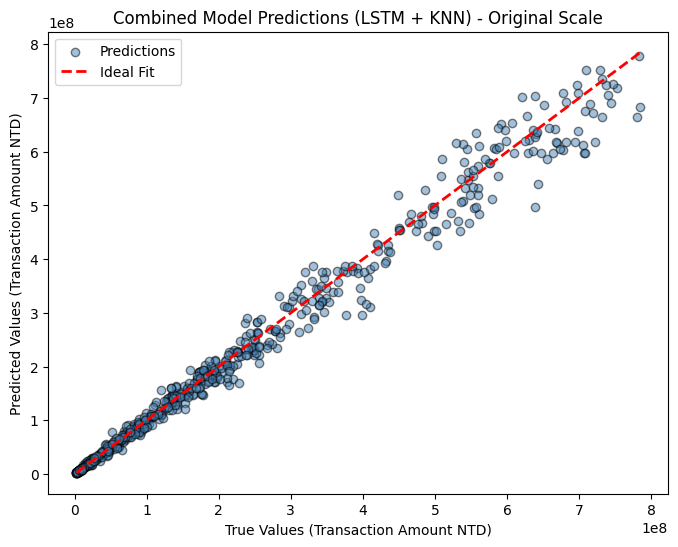 Combined Model Predictions (LSTM + KNN) - Original Scale
1e8
Predictions
Ideal Fit
8
7
6
5
4
3
2
1
0
Predicted Values (Transaction Amount NTD)
0 1 2 3 4 5 6 7 8
1e8
True Values (Transaction Amount NTD)